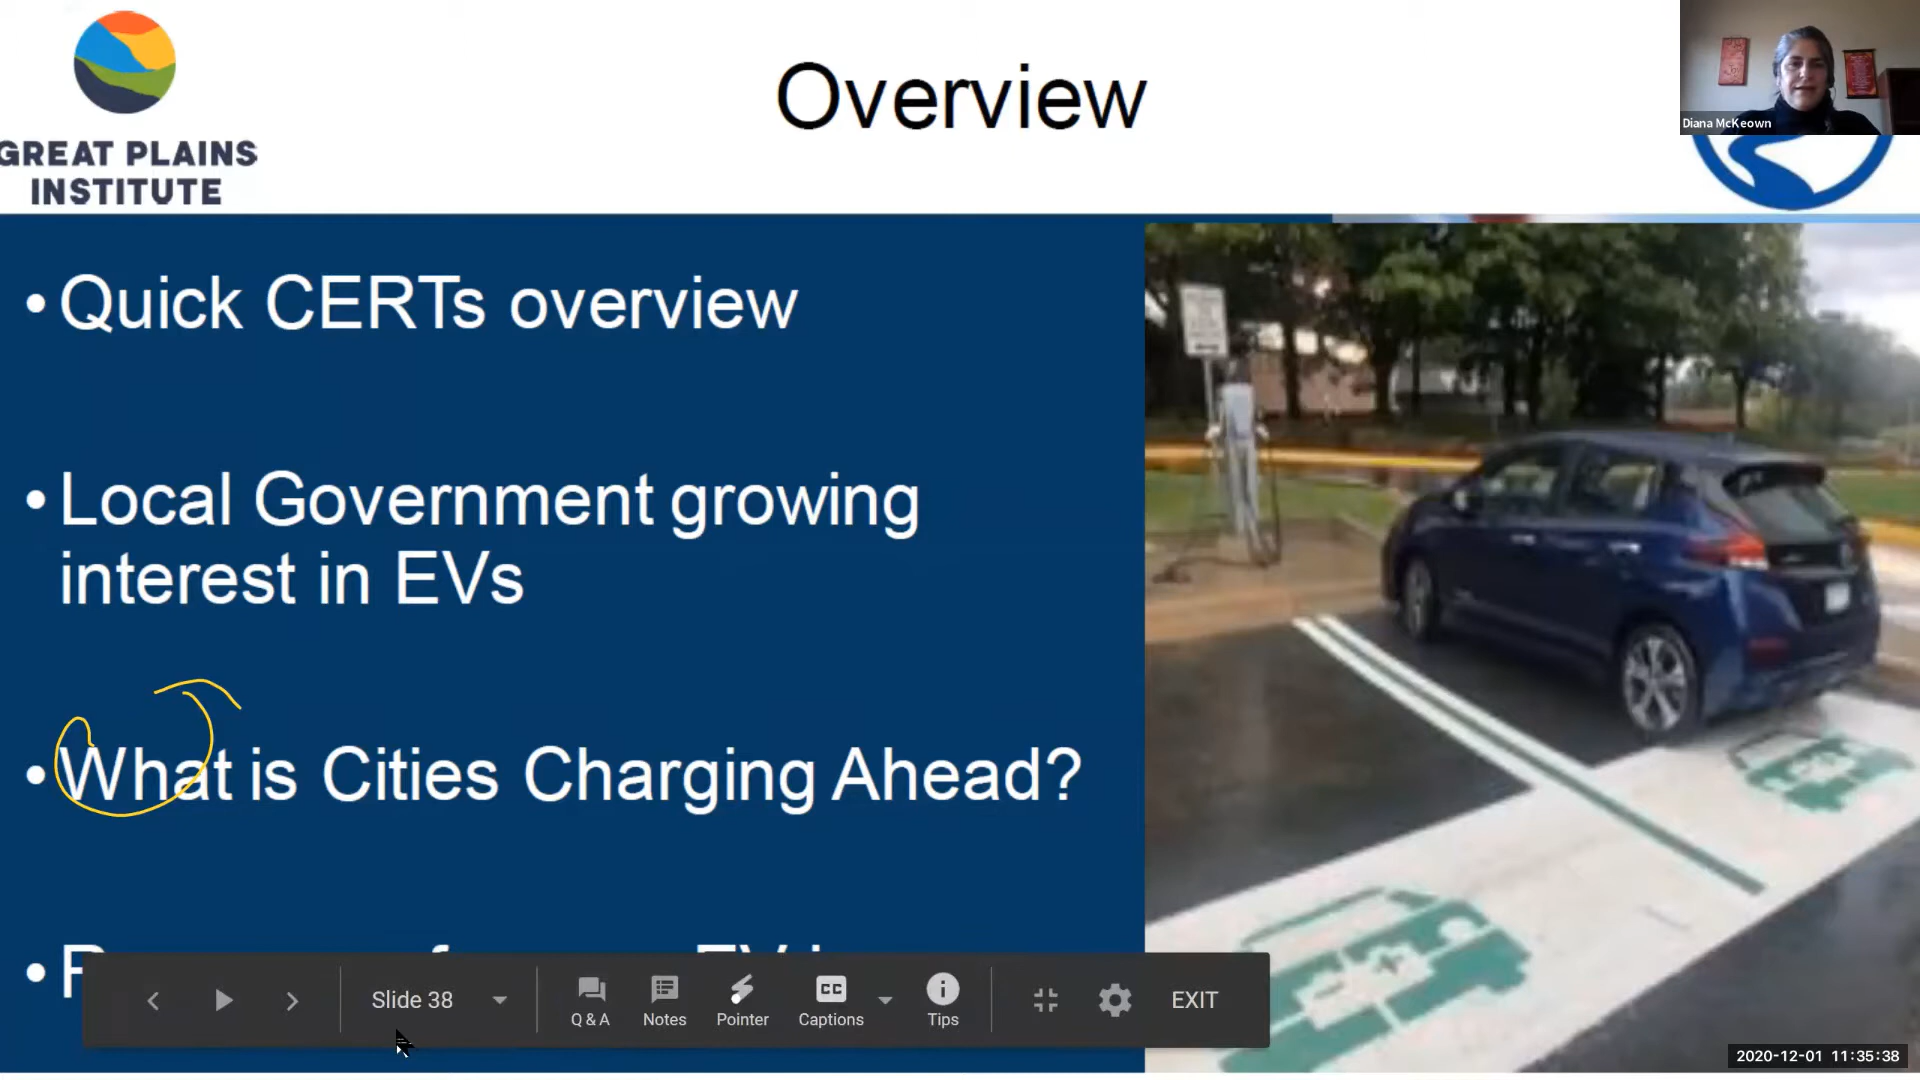 GREAT PLAINS
INSTITUTE
Overview
Diana McKeown
•Quick CERTs overview
•Local Government growing
interest in EVs
•What is Cities Charging Ahead?
•
Slide 38
Q & A
Notes
Pointer
CC
Captions
Tips
EXIT
2020-12-01 11:35:38